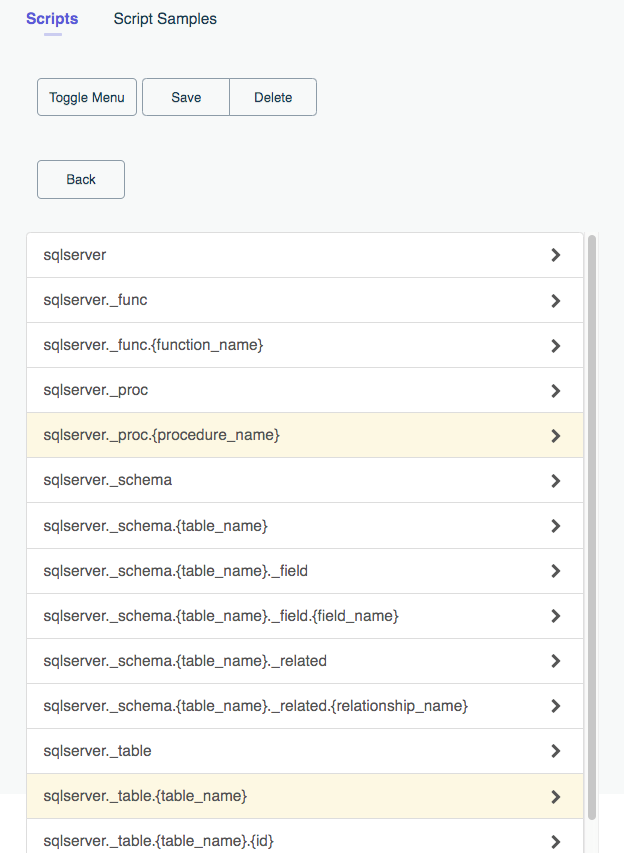 Scripts Script Samples
Toggle Menu Save Delete
Back
sqlserver
sqlserver._func
sqlserver._func.{function_name}
sqlserver._proc
sqlserver._proc.{procedure_name}
sqlserver._schema
sqlserver._schema.{table_name}
sqlserver._schema.{table_name}._field
sqlserver._schema.{table_name}._field.{field_name}
sqlserver._schema.{table_name}._related
sqlserver._schema.{table_name}._related.{relationship_name}
sqlserver._table
sqlserver._table.{table_name}
sqlserver._table.{table_name}.{id}